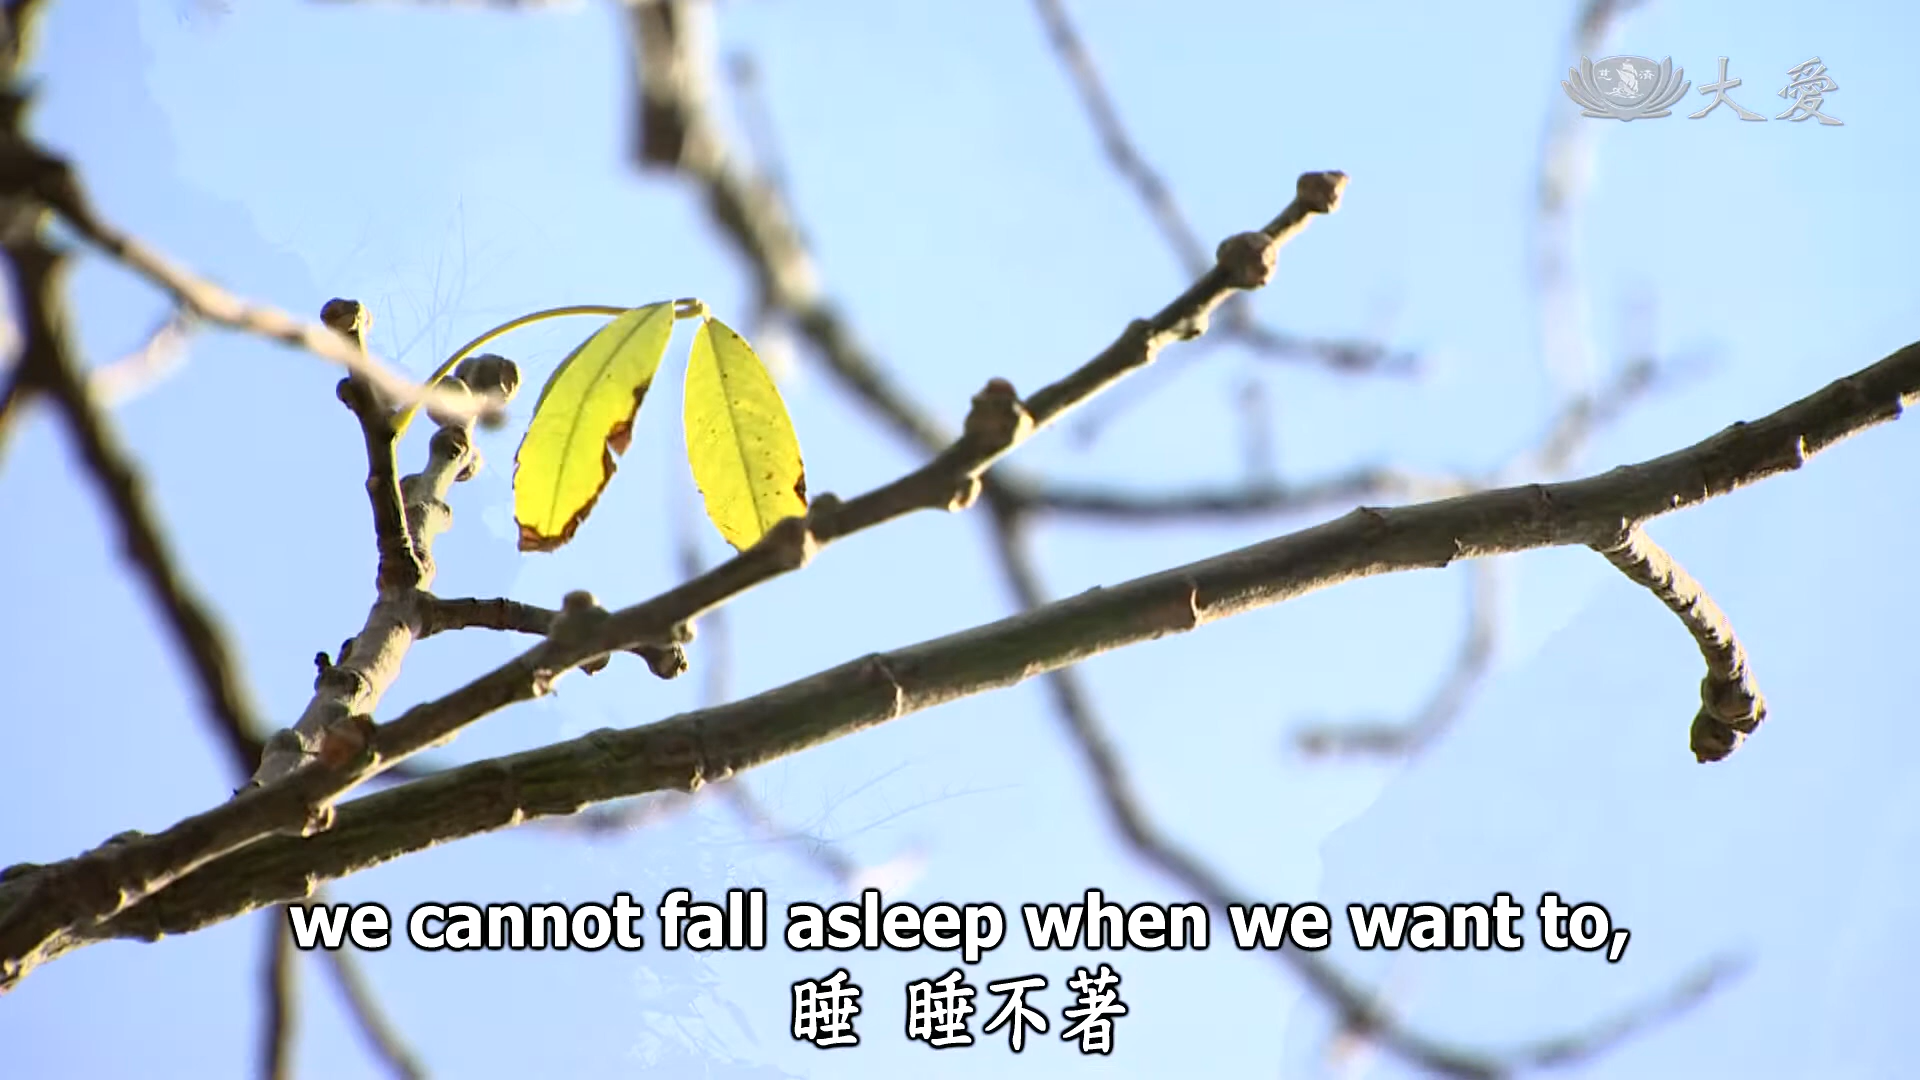 大愛
we cannot fall asleep when we want to,
睡 睡不著